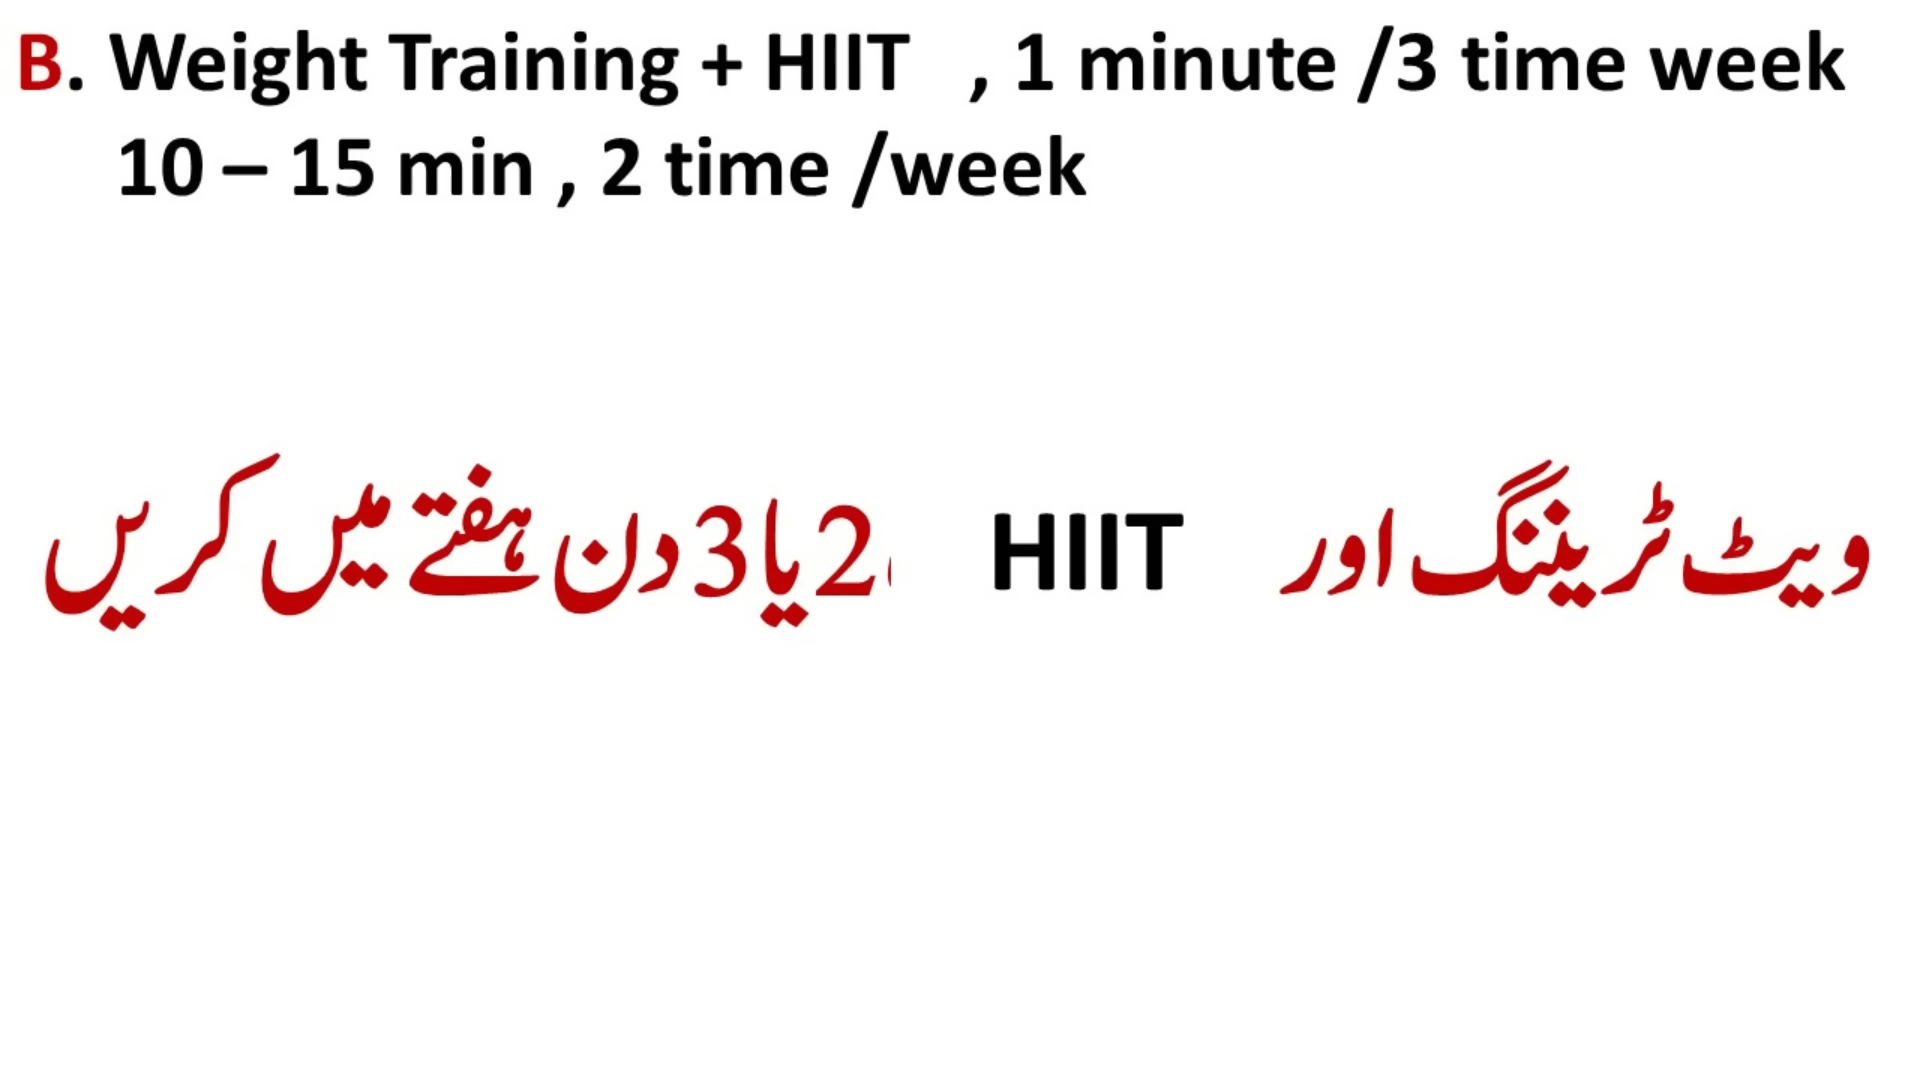 B. Weight Training + HIIT , 1 minute /3 time week
10 – 15 min , 2 time /week
ویٹ ٹریننگ اور HIIT ، 2 یا 3 دن ہفتے میں کریں